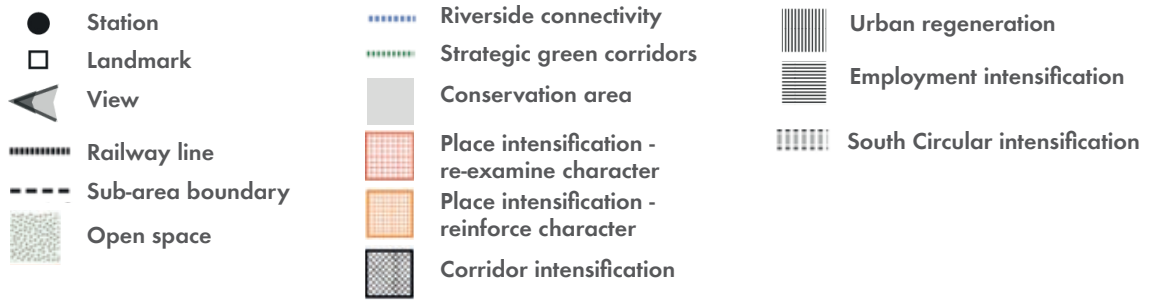 Station
Landmark
View
Railway line
Sub-area boundary
Open space
Riverside connectivity
Strategic green corridors
Conservation area
Place intensification -
re-examine character
Place intensification -
reinforce character
Corridor intensification
Urban regeneration
Employment intensification
South Circular intensification